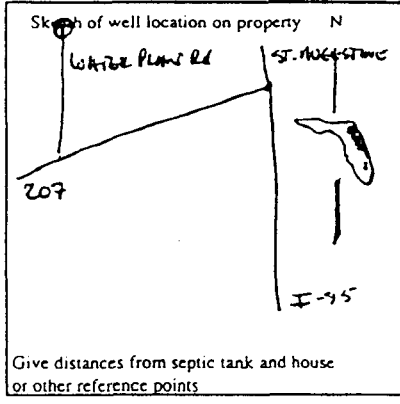 Sketch of well location on property N
WATER PLANT RD ST. AUGUSTINE
207
I-95
Give distances from septic tank and house
or other reference points